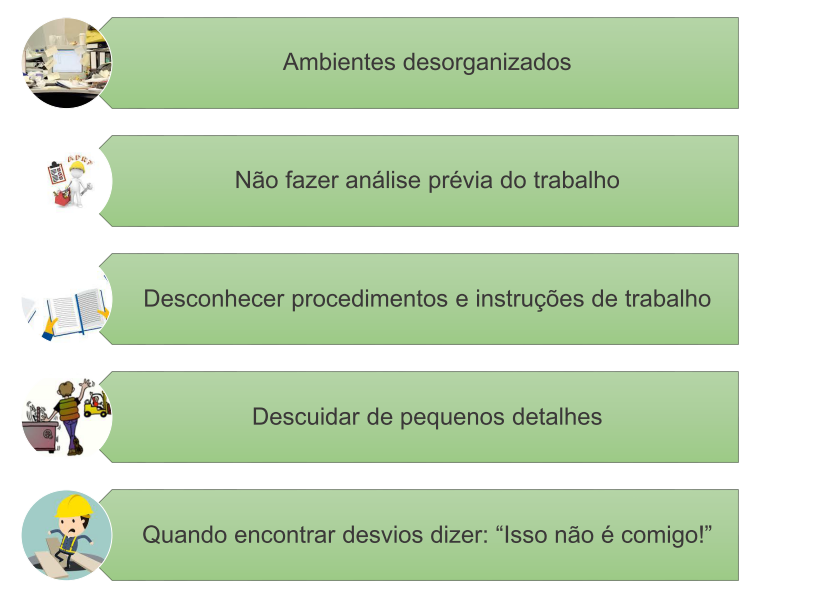 Ambientes desorganizados
Não fazer análise prévia do trabalho
Desconhecer procedimentos e instruções de trabalho
Descuidar de pequenos detalhes
Quando encontrar desvios dizer: “Isso não é comigo!”